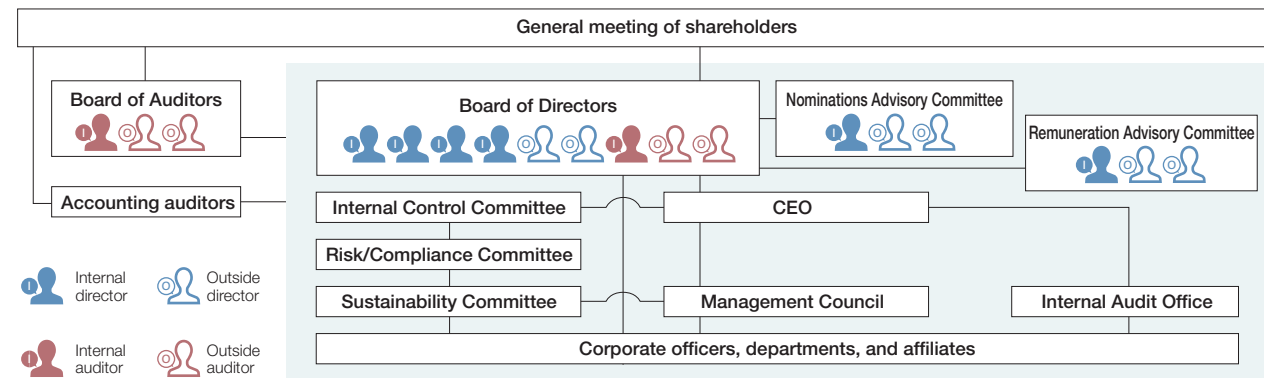 General meeting of shareholders
Board of Auditors
I O O
Board of Directors
I I I I O O I O O
Nominations Advisory Committee
I O O
Remuneration Advisory Committee
I O O
Accounting auditors
Internal Control Committee
CEO
Risk/Compliance Committee
Sustainability Committee
Management Council
Internal Audit Office
Corporate officers, departments, and affiliates
I
Internal
director
O
Outside
director
I
Internal
auditor
O
Outside
auditor